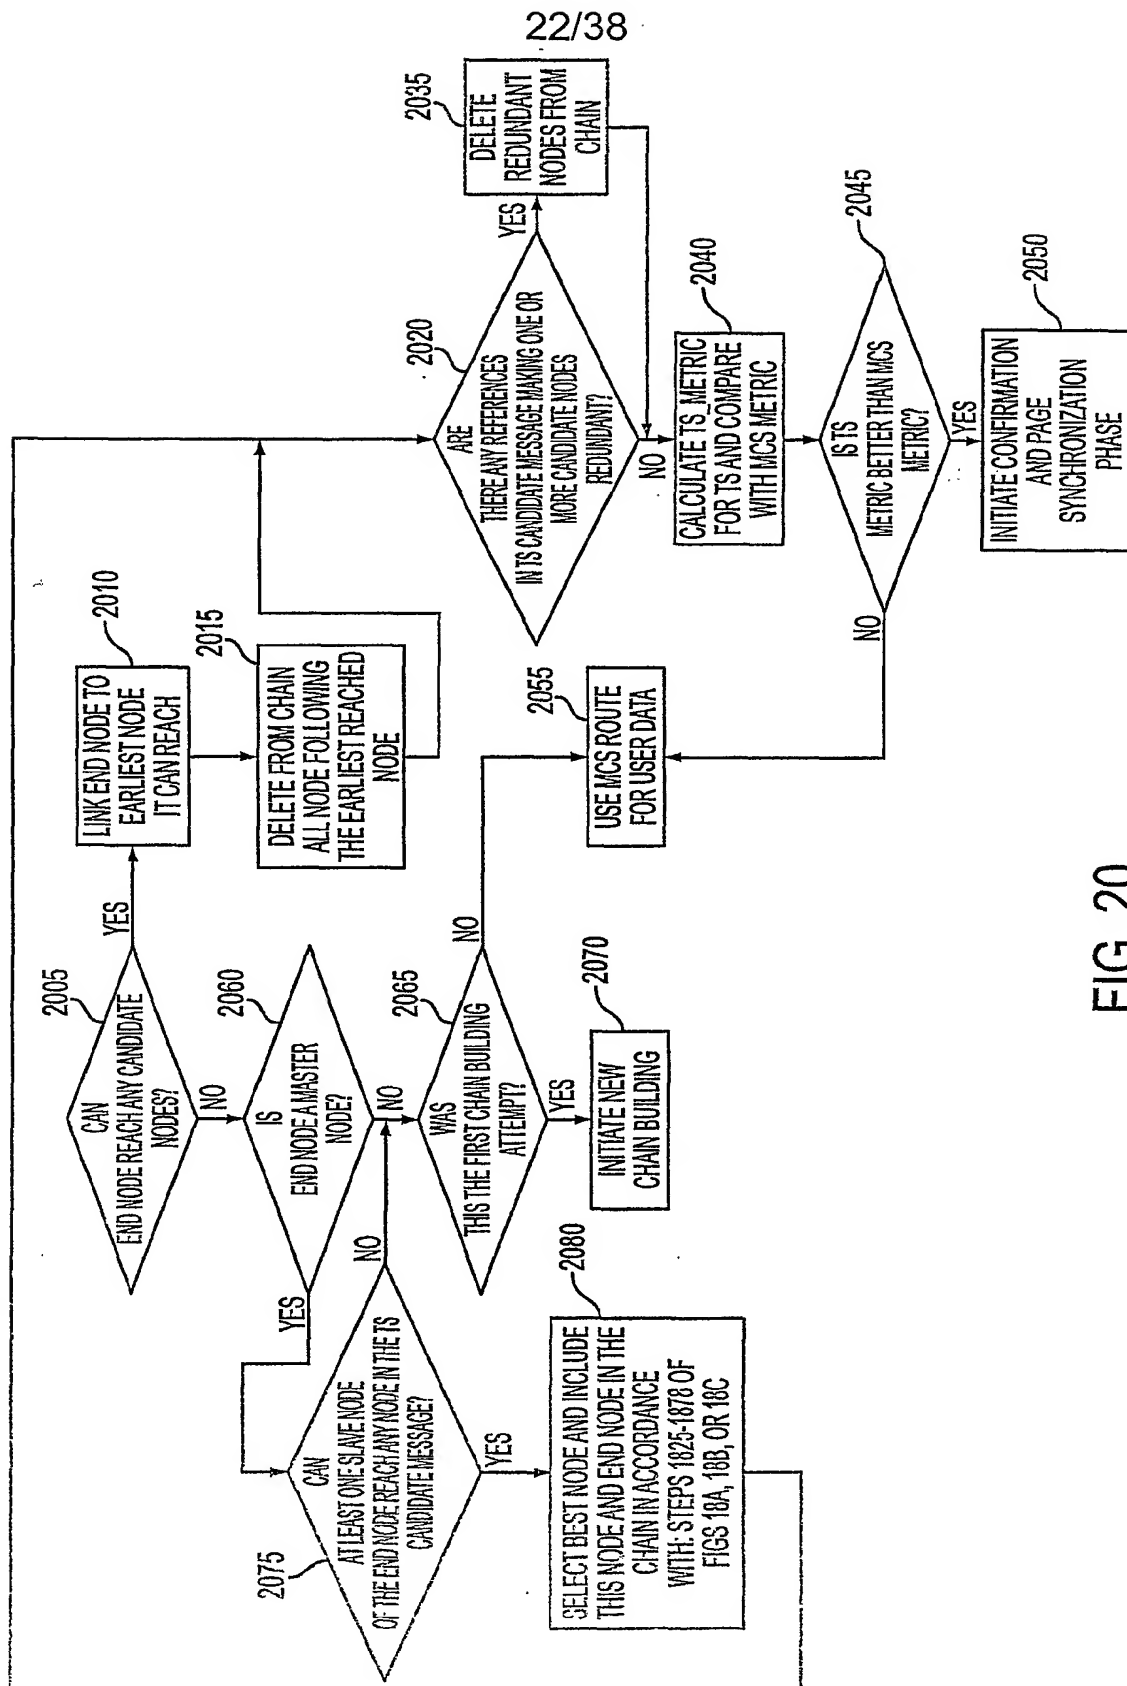 22/38
2005
CAN
END NODE REACH ANY CANDIDATE
NODES?
YES
NO
2010
LINK END NODE TO
EARLIEST NODE
IT CAN REACH
2015
DELETE FROM CHAIN
ALL NODE FOLLOWING
THE EARLIEST REACHED
NODE
2020
ARE
THERE ANY REFERENCES
IN TS CANDIDATE MESSAGE MAKING ONE OR
MORE CANDIDATE NODES
REDUNDANT?
YES
NO
2035
DELETE
REDUNDANT
NODES FROM
CHAIN
2040
CALCULATE TS_METRIC
FOR TS AND COMPARE
WITH MCS METRIC
2045
IS TS
METRIC BETTER THAN MCS
METRIC?
NO
YES
2050
INITIATE CONFIRMATION
AND PAGE
SYNCHRONIZATION
PHASE
2055
USE MCS ROUTE
FOR USER DATA
2060
IS
END NODE A MASTER
NODE?
YES
NO
2065
WAS
THIS THE FIRST CHAIN BUILDING
ATTEMPT?
NO
YES
2070
INITIATE NEW
CHAIN BUILDING
2075
CAN
AT LEAST ONE SLAVE NODE
OF THE END NODE REACH ANY NODE IN THE TS
CANDIDATE MESSAGE?
NO
YES
2080
SELECT BEST NODE AND INCLUDE
THIS NODE AND END NODE IN THE
CHAIN IN ACCORDANCE
WITH: STEPS 1825-1878 OF
FIGS 18A, 18B, OR 18C
FIG. 20